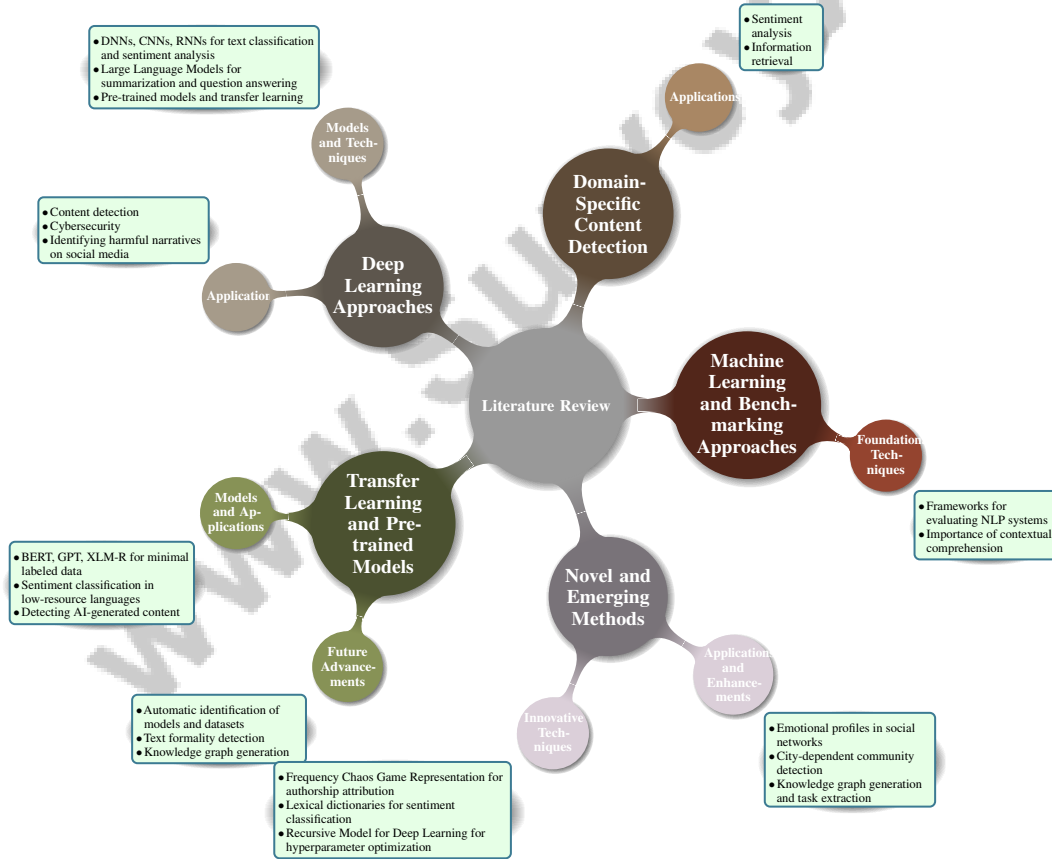 DNNs, CNNs, RNNs for text classification
and sentiment analysis
Large Language Models for
summarization and question answering
Pre-trained models and transfer learning
Sentiment
analysis
Information
retrieval
Applications
Models
and Tech-
niques
Domain-
Specific
Content
Detection
Content detection
Cybersecurity
Identifying harmful narratives
on social media
Application
Deep
Learning
Approaches
Literature Review
Machine
Learning
and Bench-
marking
Approaches
Foundation
Tech-
niques
Frameworks for
evaluating NLP systems
Importance of contextual
comprehension
Transfer
Learning
and Pre-
trained
Models
Models
and Ap-
plications
BERT, GPT, XLM-R for minimal
labeled data
Sentiment classification in
low-resource languages
Detecting AI-generated content
Future
Advance-
ments
Automatic identification of
models and datasets
Text formality detection
Knowledge graph generation
Novel and
Emerging
Methods
Application
and
Enhance-
ments
Innovative
Tech-
niques
Emotional profiles in social
networks
City-dependent community
detection
Knowledge graph generation
and task extraction
Frequency Chaos Game Representation for
authorship attribution
Lexical dictionaries for sentiment
classification
Recursive Model for Deep Learning for
hyperparameter optimization